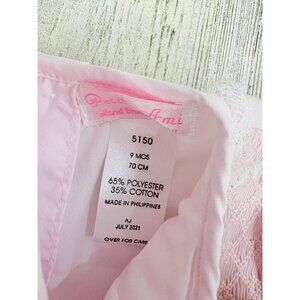 Petit Ami
5150
9 MOS
70 CM
65% POLYESTER
35% COTTON
MADE IN PHILIPPINES
AJ
JULY 2021
OVER FOR CARE